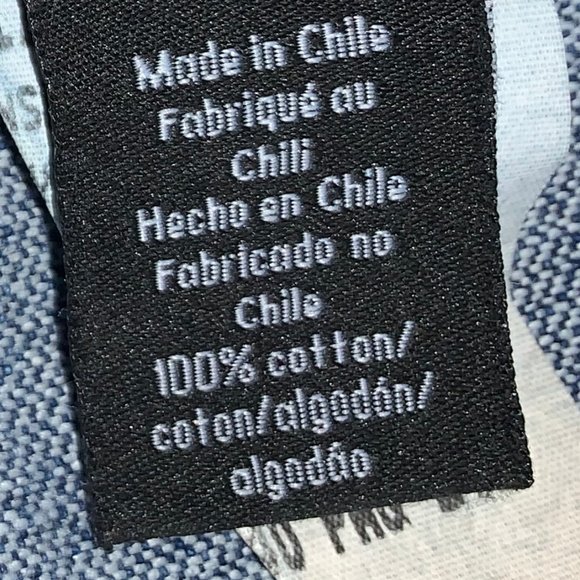 Made in Chile
Fabriqué au
Chili
Hecho en Chile
Fabricado no
Chile
100% cotton/
coton/algodón/
algodão